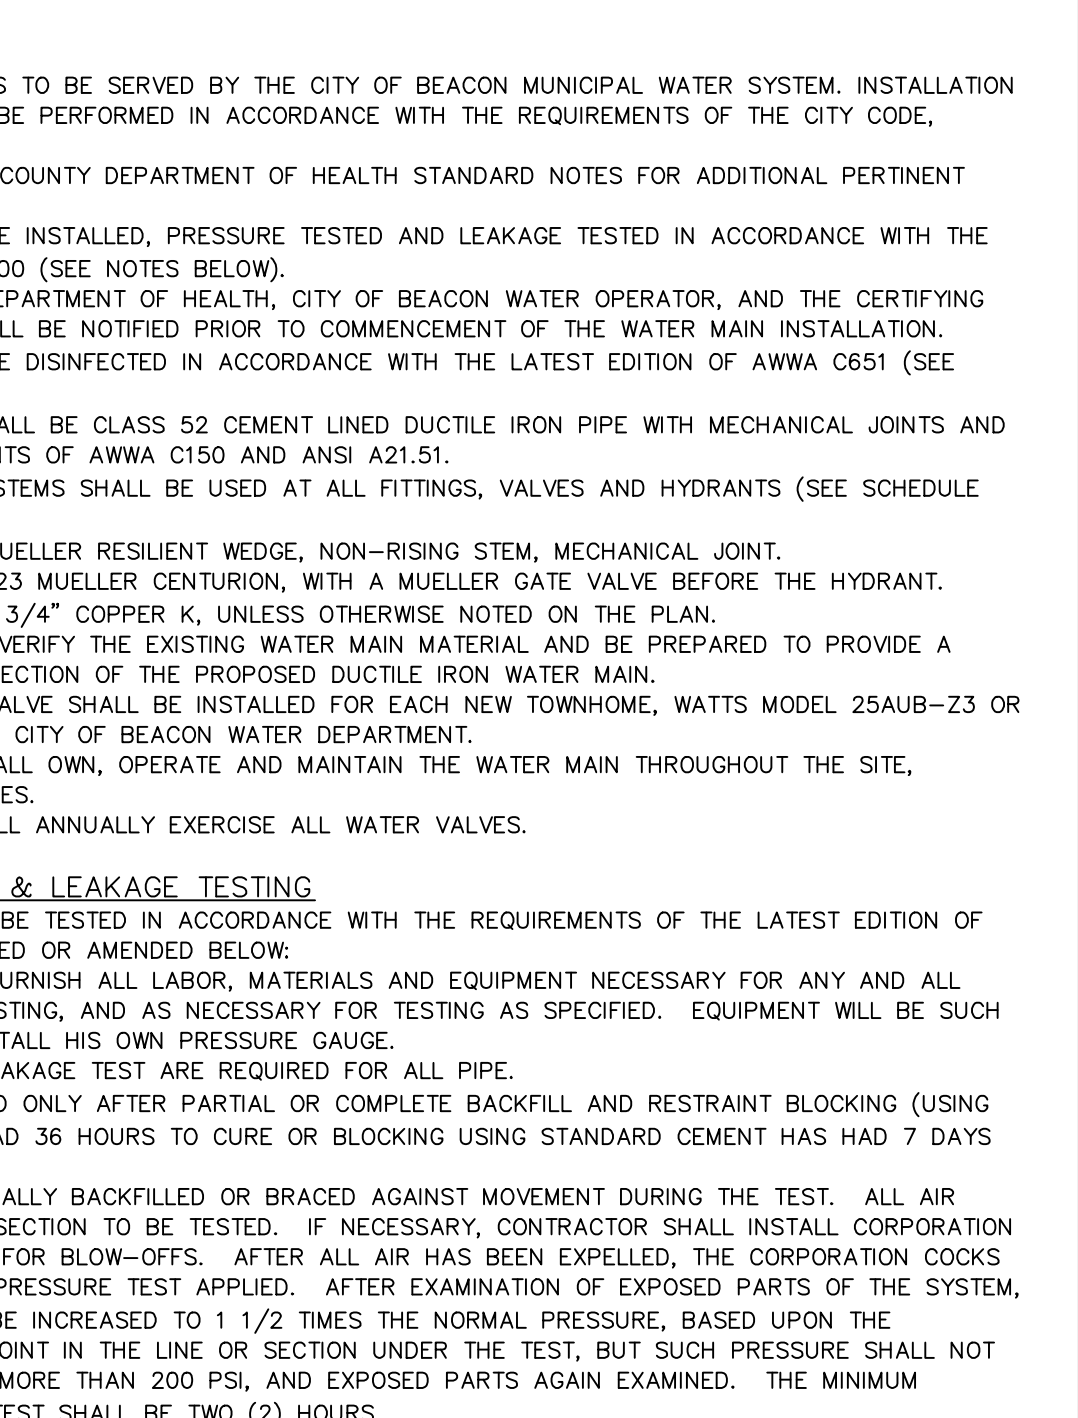 TO BE SERVED BY THE CITY OF BEACON MUNICIPAL WATER SYSTEM. INSTALLATION
BE PERFORMED IN ACCORDANCE WITH THE REQUIREMENTS OF THE CITY CODE,
COUNTY DEPARTMENT OF HEALTH STANDARD NOTES FOR ADDITIONAL PERTINENT
E INSTALLED, PRESSURE TESTED AND LEAKAGE TESTED IN ACCORDANCE WITH THE
00 (SEE NOTES BELOW).
EPARTMENT OF HEALTH, CITY OF BEACON WATER OPERATOR, AND THE CERTIFYING
LL BE NOTIFIED PRIOR TO COMMENCEMENT OF THE WATER MAIN INSTALLATION.
E DISINFECTED IN ACCORDANCE WITH THE LATEST EDITION OF AWWA C651 (SEE
ALL BE CLASS 52 CEMENT LINED DUCTILE IRON PIPE WITH MECHANICAL JOINTS AND
NTS OF AWWA C150 AND ANSI A21.51.
STEMS SHALL BE USED AT ALL FITTINGS, VALVES AND HYDRANTS (SEE SCHEDULE
UELLER RESILIENT WEDGE, NON-RISING STEM, MECHANICAL JOINT.
23 MUELLER CENTURION, WITH A MUELLER GATE VALVE BEFORE THE HYDRANT.
3/4" COPPER K, UNLESS OTHERWISE NOTED ON THE PLAN.
VERIFY THE EXISTING WATER MAIN MATERIAL AND BE PREPARED TO PROVIDE A
ECTION OF THE PROPOSED DUCTILE IRON WATER MAIN.
ALVE SHALL BE INSTALLED FOR EACH NEW TOWNHOME, WATTS MODEL 25AUB-Z3 OR
CITY OF BEACON WATER DEPARTMENT.
ALL OWN, OPERATE AND MAINTAIN THE WATER MAIN THROUGHOUT THE SITE,
ES.
LL ANNUALLY EXERCISE ALL WATER VALVES.
& LEAKAGE TESTING
BE TESTED IN ACCORDANCE WITH THE REQUIREMENTS OF THE LATEST EDITION OF
ED OR AMENDED BELOW:
URNISH ALL LABOR, MATERIALS AND EQUIPMENT NECESSARY FOR ANY AND ALL
STING, AND AS NECESSARY FOR TESTING AS SPECIFIED. EQUIPMENT WILL BE SUCH
TALL HIS OWN PRESSURE GAUGE.
AKAGE TEST ARE REQUIRED FOR ALL PIPE.
ONLY AFTER PARTIAL OR COMPLETE BACKFILL AND RESTRAINT BLOCKING (USING
AD 36 HOURS TO CURE OR BLOCKING USING STANDARD CEMENT HAS HAD 7 DAYS
ALLY BACKFILLED OR BRACED AGAINST MOVEMENT DURING THE TEST. ALL AIR
SECTION TO BE TESTED. IF NECESSARY, CONTRACTOR SHALL INSTALL CORPORATION
FOR BLOW-OFFS. AFTER ALL AIR HAS BEEN EXPELLED, THE CORPORATION COCKS
PRESSURE TEST APPLIED. AFTER EXAMINATION OF EXPOSED PARTS OF THE SYSTEM,
BE INCREASED TO 1 1/2 TIMES THE NORMAL PRESSURE, BASED UPON THE
OINT IN THE LINE OR SECTION UNDER THE TEST, BUT SUCH PRESSURE SHALL NOT
MORE THAN 200 PSI, AND EXPOSED PARTS AGAIN EXAMINED. THE MINIMUM
TEST SHALL BE TWO (2) HOURS